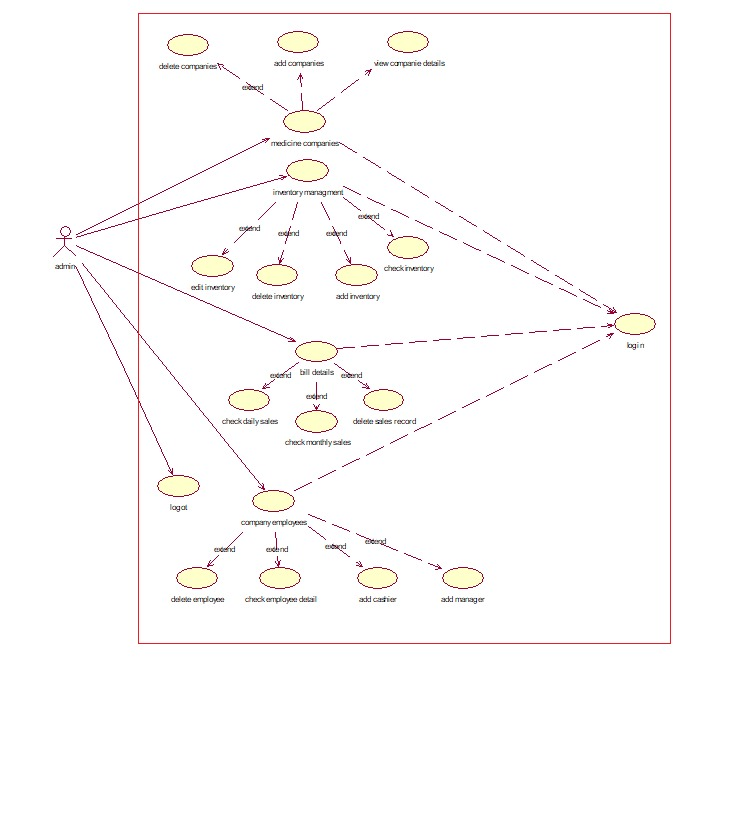 delete companies
add companies
view companie details
extend
medicine companies
inventory managment
extend
extend
extend
extend
admin
edit inventory
delete inventory
add inventory
check inventory
login
bill details
extend
extend
extend
check daily sales
check monthly sales
delete sales record
logot
company employees
extend
extend
extend
extend
delete employee
check employee detail
add cashier
add manager